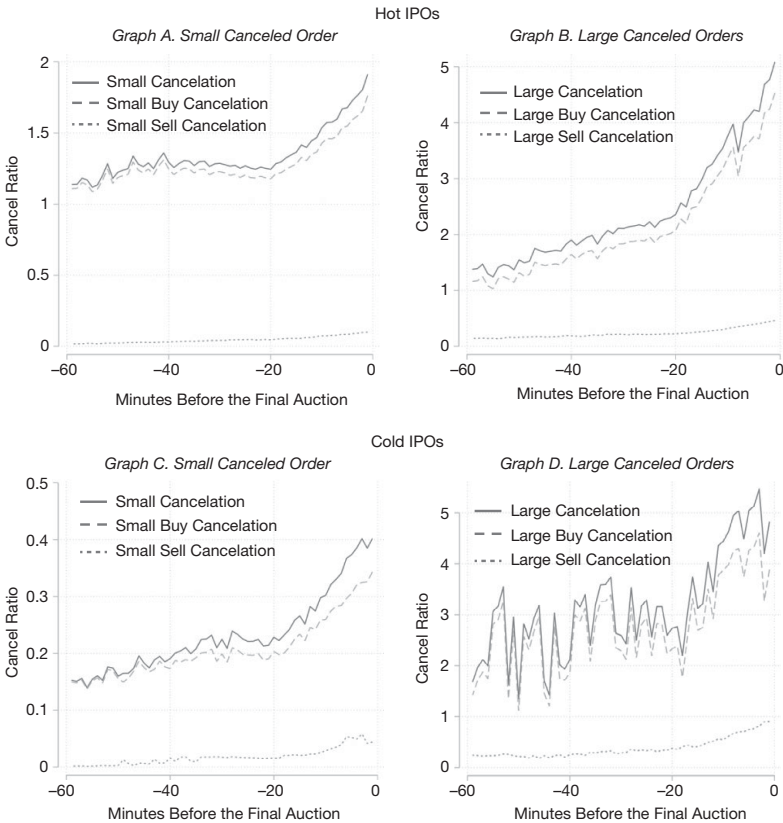 Hot IPOs
Graph A. Small Canceled Order
Cancel Ratio
2
1.5
1
0.5
0
Small Cancelation
Small Buy Cancelation
Small Sell Cancelation
–60
–40
–20
0
Minutes Before the Final Auction
Graph B. Large Canceled Orders
Cancel Ratio
5
4
3
2
1
0
Large Cancelation
Large Buy Cancelation
Large Sell Cancelation
–60
–40
–20
0
Minutes Before the Final Auction
Cold IPOs
Graph C. Small Canceled Order
Cancel Ratio
0.5
0.4
0.3
0.2
0.1
0
Small Cancelation
Small Buy Cancelation
Small Sell Cancelation
–60
–40
–20
0
Minutes Before the Final Auction
Graph D. Large Canceled Orders
Cancel Ratio
5
4
3
2
1
0
Large Cancelation
Large Buy Cancelation
Large Sell Cancelation
–60
–40
–20
0
Minutes Before the Final Auction